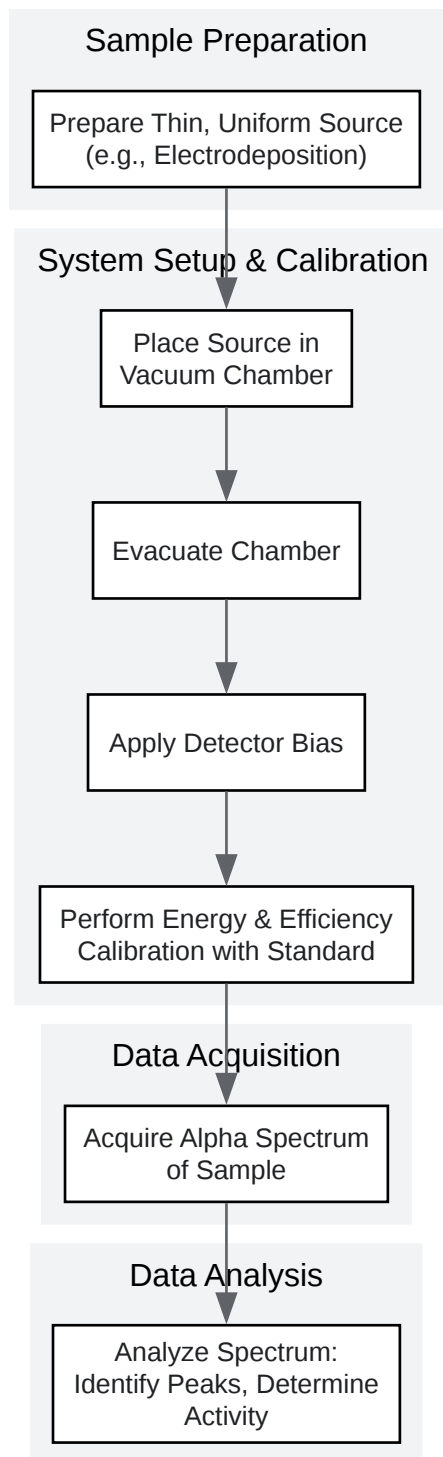 Sample Preparation
Prepare Thin, Uniform Source
(e.g., Electrodeposition)
System Setup & Calibration
Place Source in
Vacuum Chamber
Evacuate Chamber
Apply Detector Bias
Perform Energy & Efficiency
Calibration with Standard
Data Acquisition
Acquire Alpha Spectrum
of Sample
Data Analysis
Analyze Spectrum:
Identify Peaks, Determine
Activity